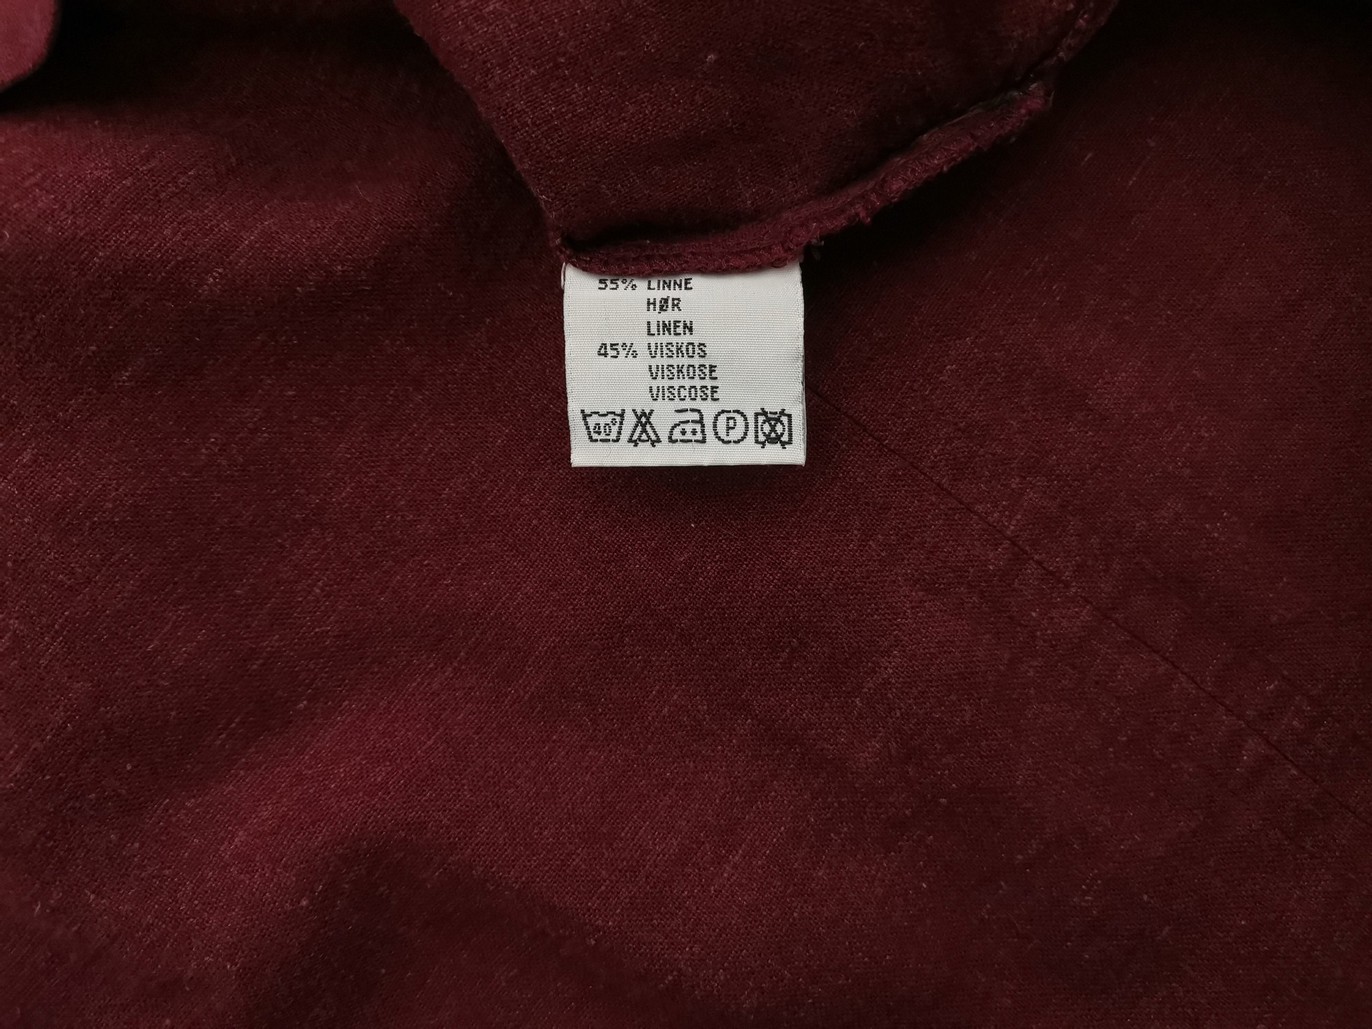 55% LINNE
HØR
LINEN
45% VISKOS
VISKOSE
VISCOSE
40° P